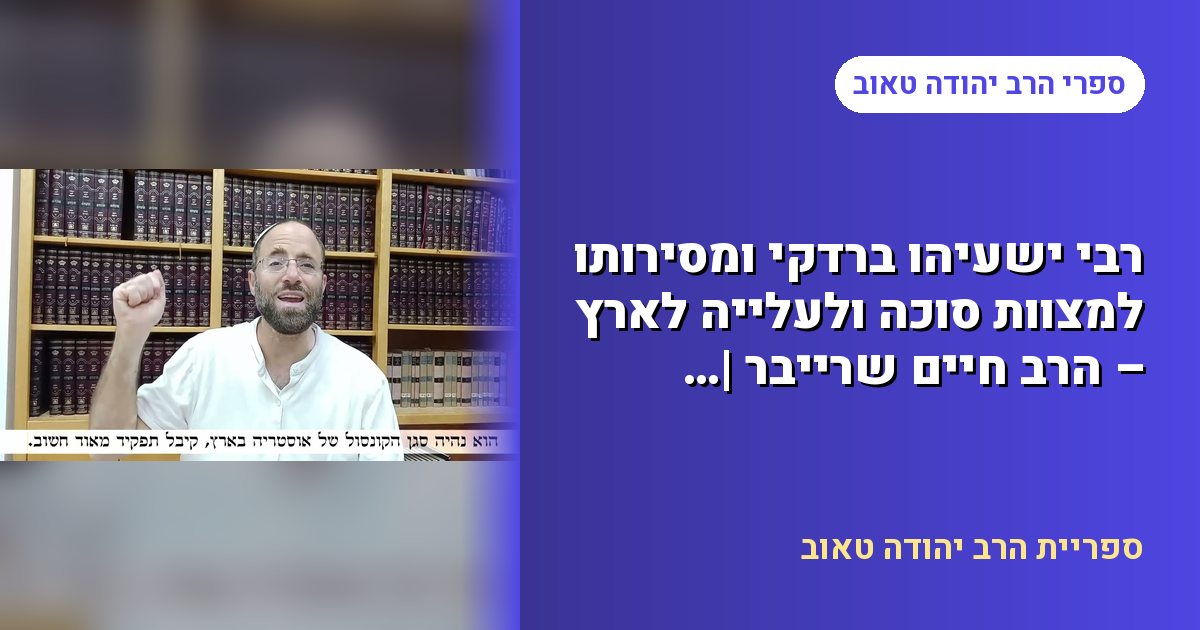 ספרי הרב יהודה טאוב
רבי ישעיהו ברדקי ומסירותו
למצוות סוכה ולעלייה לארץ
– הרב חיים שרייבר |...
הוא נהיה סגן הקונסול של אוסטריה בארץ, קיבל תפקיד מאוד חשוב.
ספריית הרב יהודה טאוב